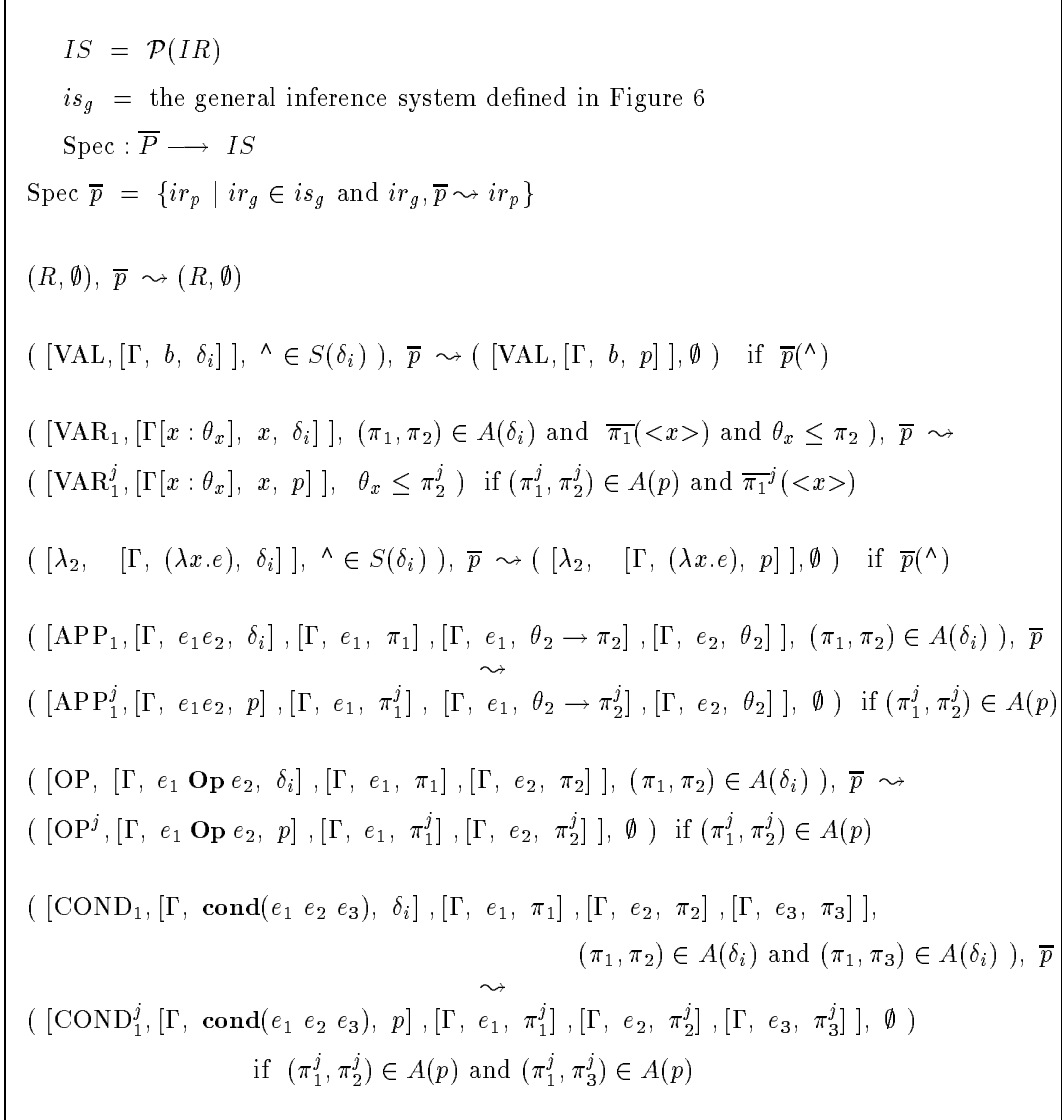 IS = 𝒫(IR)
is_g = the general inference system defined in Figure 6
Spec : P̅ ⟶ IS
Spec p̅ = {ir_p | ir_g ∈ is_g and ir_g, p̅ ⇝ ir_p}
(R, ∅), p̅ ⇝ (R, ∅)
( [VAL, [Γ, b, δ_i] ], ^ ∈ S(δ_i) ), p̅ ⇝ ( [VAL, [Γ, b, p] ], ∅ ) if p̅(^)
( [VAR_1, [Γ[x : θ_x], x, δ_i] ], (π_1, π_2) ∈ A(δ_i) and π̅_1(<x>) and θ_x ≤ π_2 ), p̅ ⇝
( [VAR_1^j, [Γ[x : θ_x], x, p] ], θ_x ≤ π_2^j ) if (π_1^j, π_2^j) ∈ A(p) and π̅_1^j(<x>)
( [λ_2, [Γ, (λx.e), δ_i] ], ^ ∈ S(δ_i) ), p̅ ⇝ ( [λ_2, [Γ, (λx.e), p] ], ∅ ) if p̅(^)
( [APP_1, [Γ, e_1e_2, δ_i] , [Γ, e_1, π_1] , [Γ, e_1, θ_2 → π_2] , [Γ, e_2, θ_2] ], (π_1, π_2) ∈ A(δ_i) ), p̅
⇝
( [APP_1^j, [Γ, e_1e_2, p] , [Γ, e_1, π_1^j] , [Γ, e_1, θ_2 → π_2^j] , [Γ, e_2, θ_2] ], ∅ ) if (π_1^j, π_2^j) ∈ A(p)
( [OP, [Γ, e_1 Op e_2, δ_i] , [Γ, e_1, π_1] , [Γ, e_2, π_2] ], (π_1, π_2) ∈ A(δ_i) ), p̅ ⇝
( [OP^j, [Γ, e_1 Op e_2, p] , [Γ, e_1, π_1^j] , [Γ, e_2, π_2^j] ], ∅ ) if (π_1^j, π_2^j) ∈ A(p)
( [COND_1, [Γ, cond(e_1 e_2 e_3), δ_i] , [Γ, e_1, π_1] , [Γ, e_2, π_2] , [Γ, e_3, π_3] ],
(π_1, π_2) ∈ A(δ_i) and (π_1, π_3) ∈ A(δ_i) ), p̅
⇝
( [COND_1^j, [Γ, cond(e_1 e_2 e_3), p] , [Γ, e_1, π_1^j] , [Γ, e_2, π_2^j] , [Γ, e_3, π_3^j] ], ∅ )
if (π_1^j, π_2^j) ∈ A(p) and (π_1^j, π_3^j) ∈ A(p)